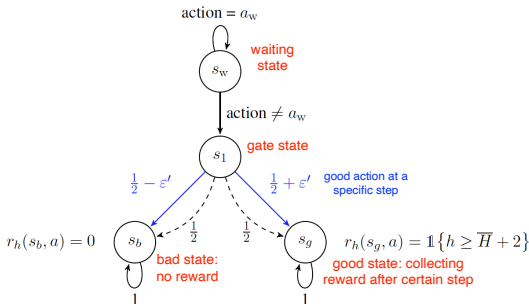 action = a_w
waiting
state
s_w
action ≠ a_w
gate state
s_1
1/2 − ε′
1/2 + ε′
good action at a
specific step
1/2
1/2
r_h(s_b, a) = 0
s_b
s_g
r_h(s_g, a) = 𝟙{h ≥ H̅ + 2}
bad state:
no reward
good state: collecting
reward after certain step
1
1